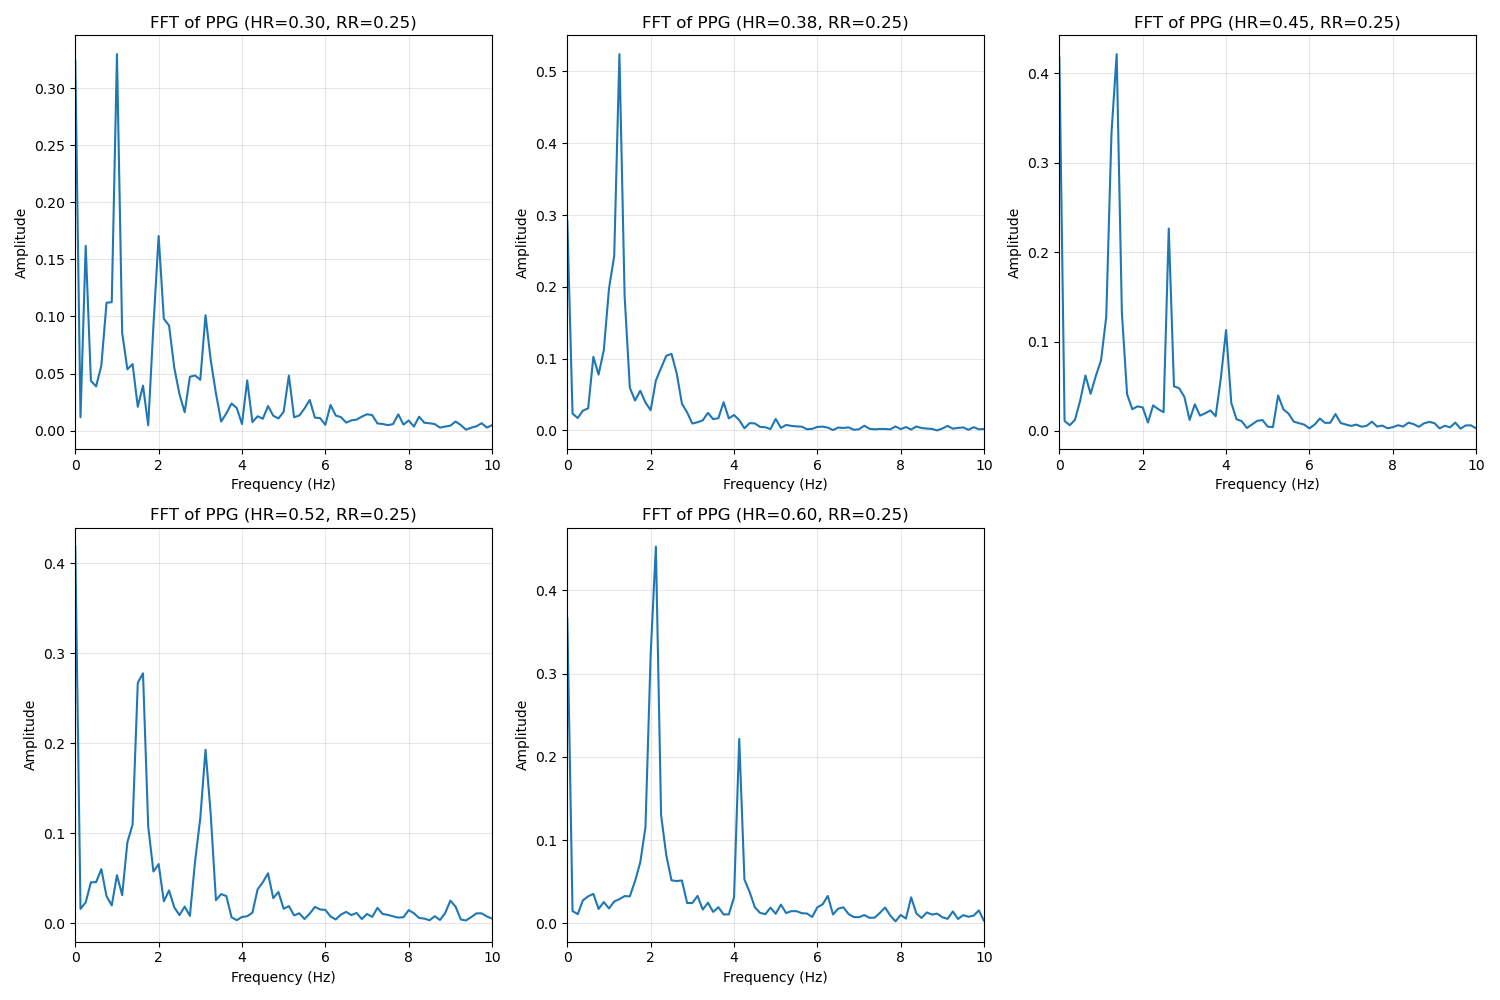 FFT of PPG (HR=0.30, RR=0.25)
Amplitude
0.30
0.25
0.20
0.15
0.10
0.05
0.00
0 2 4 6 8 10
Frequency (Hz)
FFT of PPG (HR=0.38, RR=0.25)
Amplitude
0.5
0.4
0.3
0.2
0.1
0.0
0 2 4 6 8 10
Frequency (Hz)
FFT of PPG (HR=0.45, RR=0.25)
Amplitude
0.4
0.3
0.2
0.1
0.0
0 2 4 6 8 10
Frequency (Hz)
FFT of PPG (HR=0.52, RR=0.25)
Amplitude
0.4
0.3
0.2
0.1
0.0
0 2 4 6 8 10
Frequency (Hz)
FFT of PPG (HR=0.60, RR=0.25)
Amplitude
0.4
0.3
0.2
0.1
0.0
0 2 4 6 8 10
Frequency (Hz)